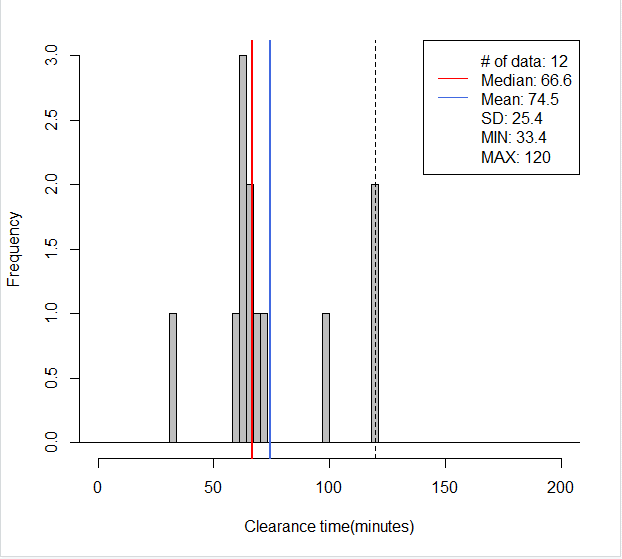 # of data: 12
Median: 66.6
Mean: 74.5
SD: 25.4
MIN: 33.4
MAX: 120
3.0
2.5
2.0
1.5
1.0
0.5
0.0
Frequency
0 50 100 150 200
Clearance time(minutes)